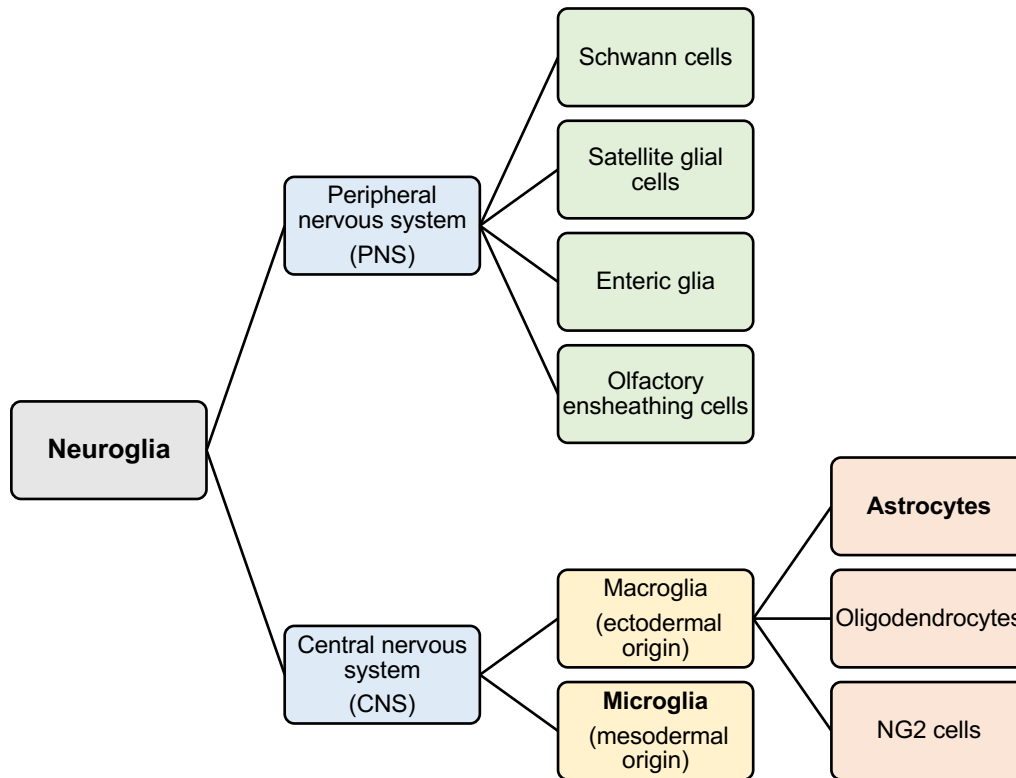 Schwann cells
Satellite glial
cells
Peripheral
nervous system
(PNS)
Enteric glia
Olfactory
ensheathing cells
Neuroglia
Astrocytes
Macroglia
(ectodermal
origin)
Oligodendrocytes
Central nervous
system
(CNS)
Microglia
(mesodermal
origin)
NG2 cells